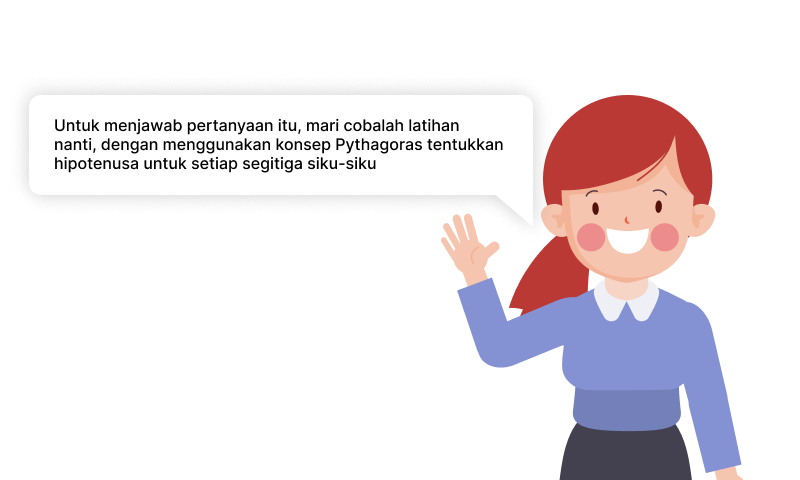 Untuk menjawab pertanyaan itu, mari cobalah latihan
nanti, dengan menggunakan konsep Pythagoras tentukkan
hipotenusa untuk setiap segitiga siku-siku